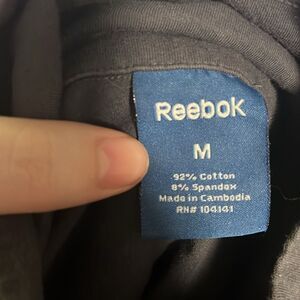 Reebok
M
92% Cotton
8% Spandex
Made in Cambodia
RN# 104141